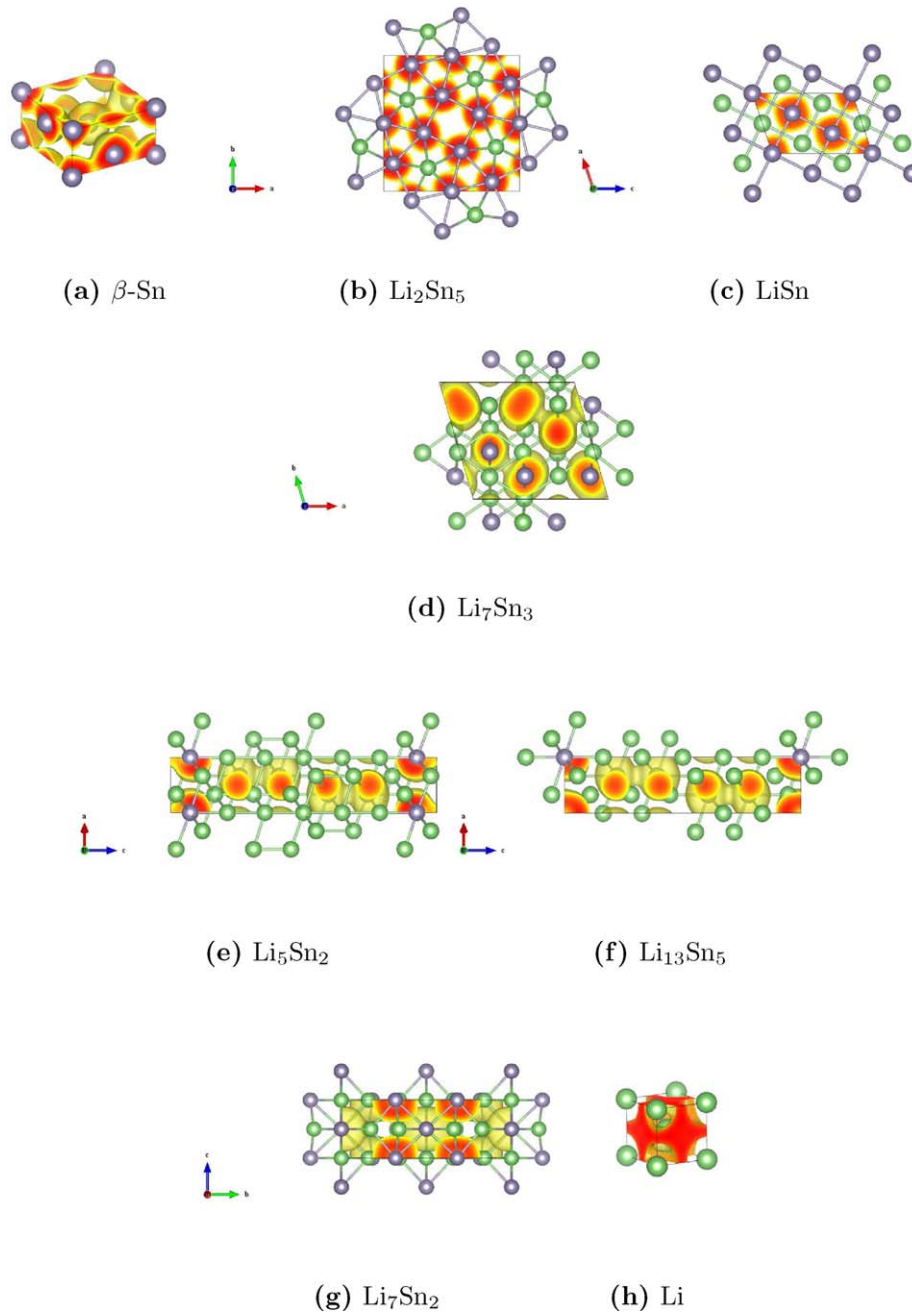 b
a
a
c
(a) β-Sn
(b) Li₂Sn₅
(c) LiSn
b
a
(d) Li₇Sn₃
a
c
a
c
(e) Li₅Sn₂
(f) Li₁₃Sn₅
c
b
(g) Li₇Sn₂
(h) Li